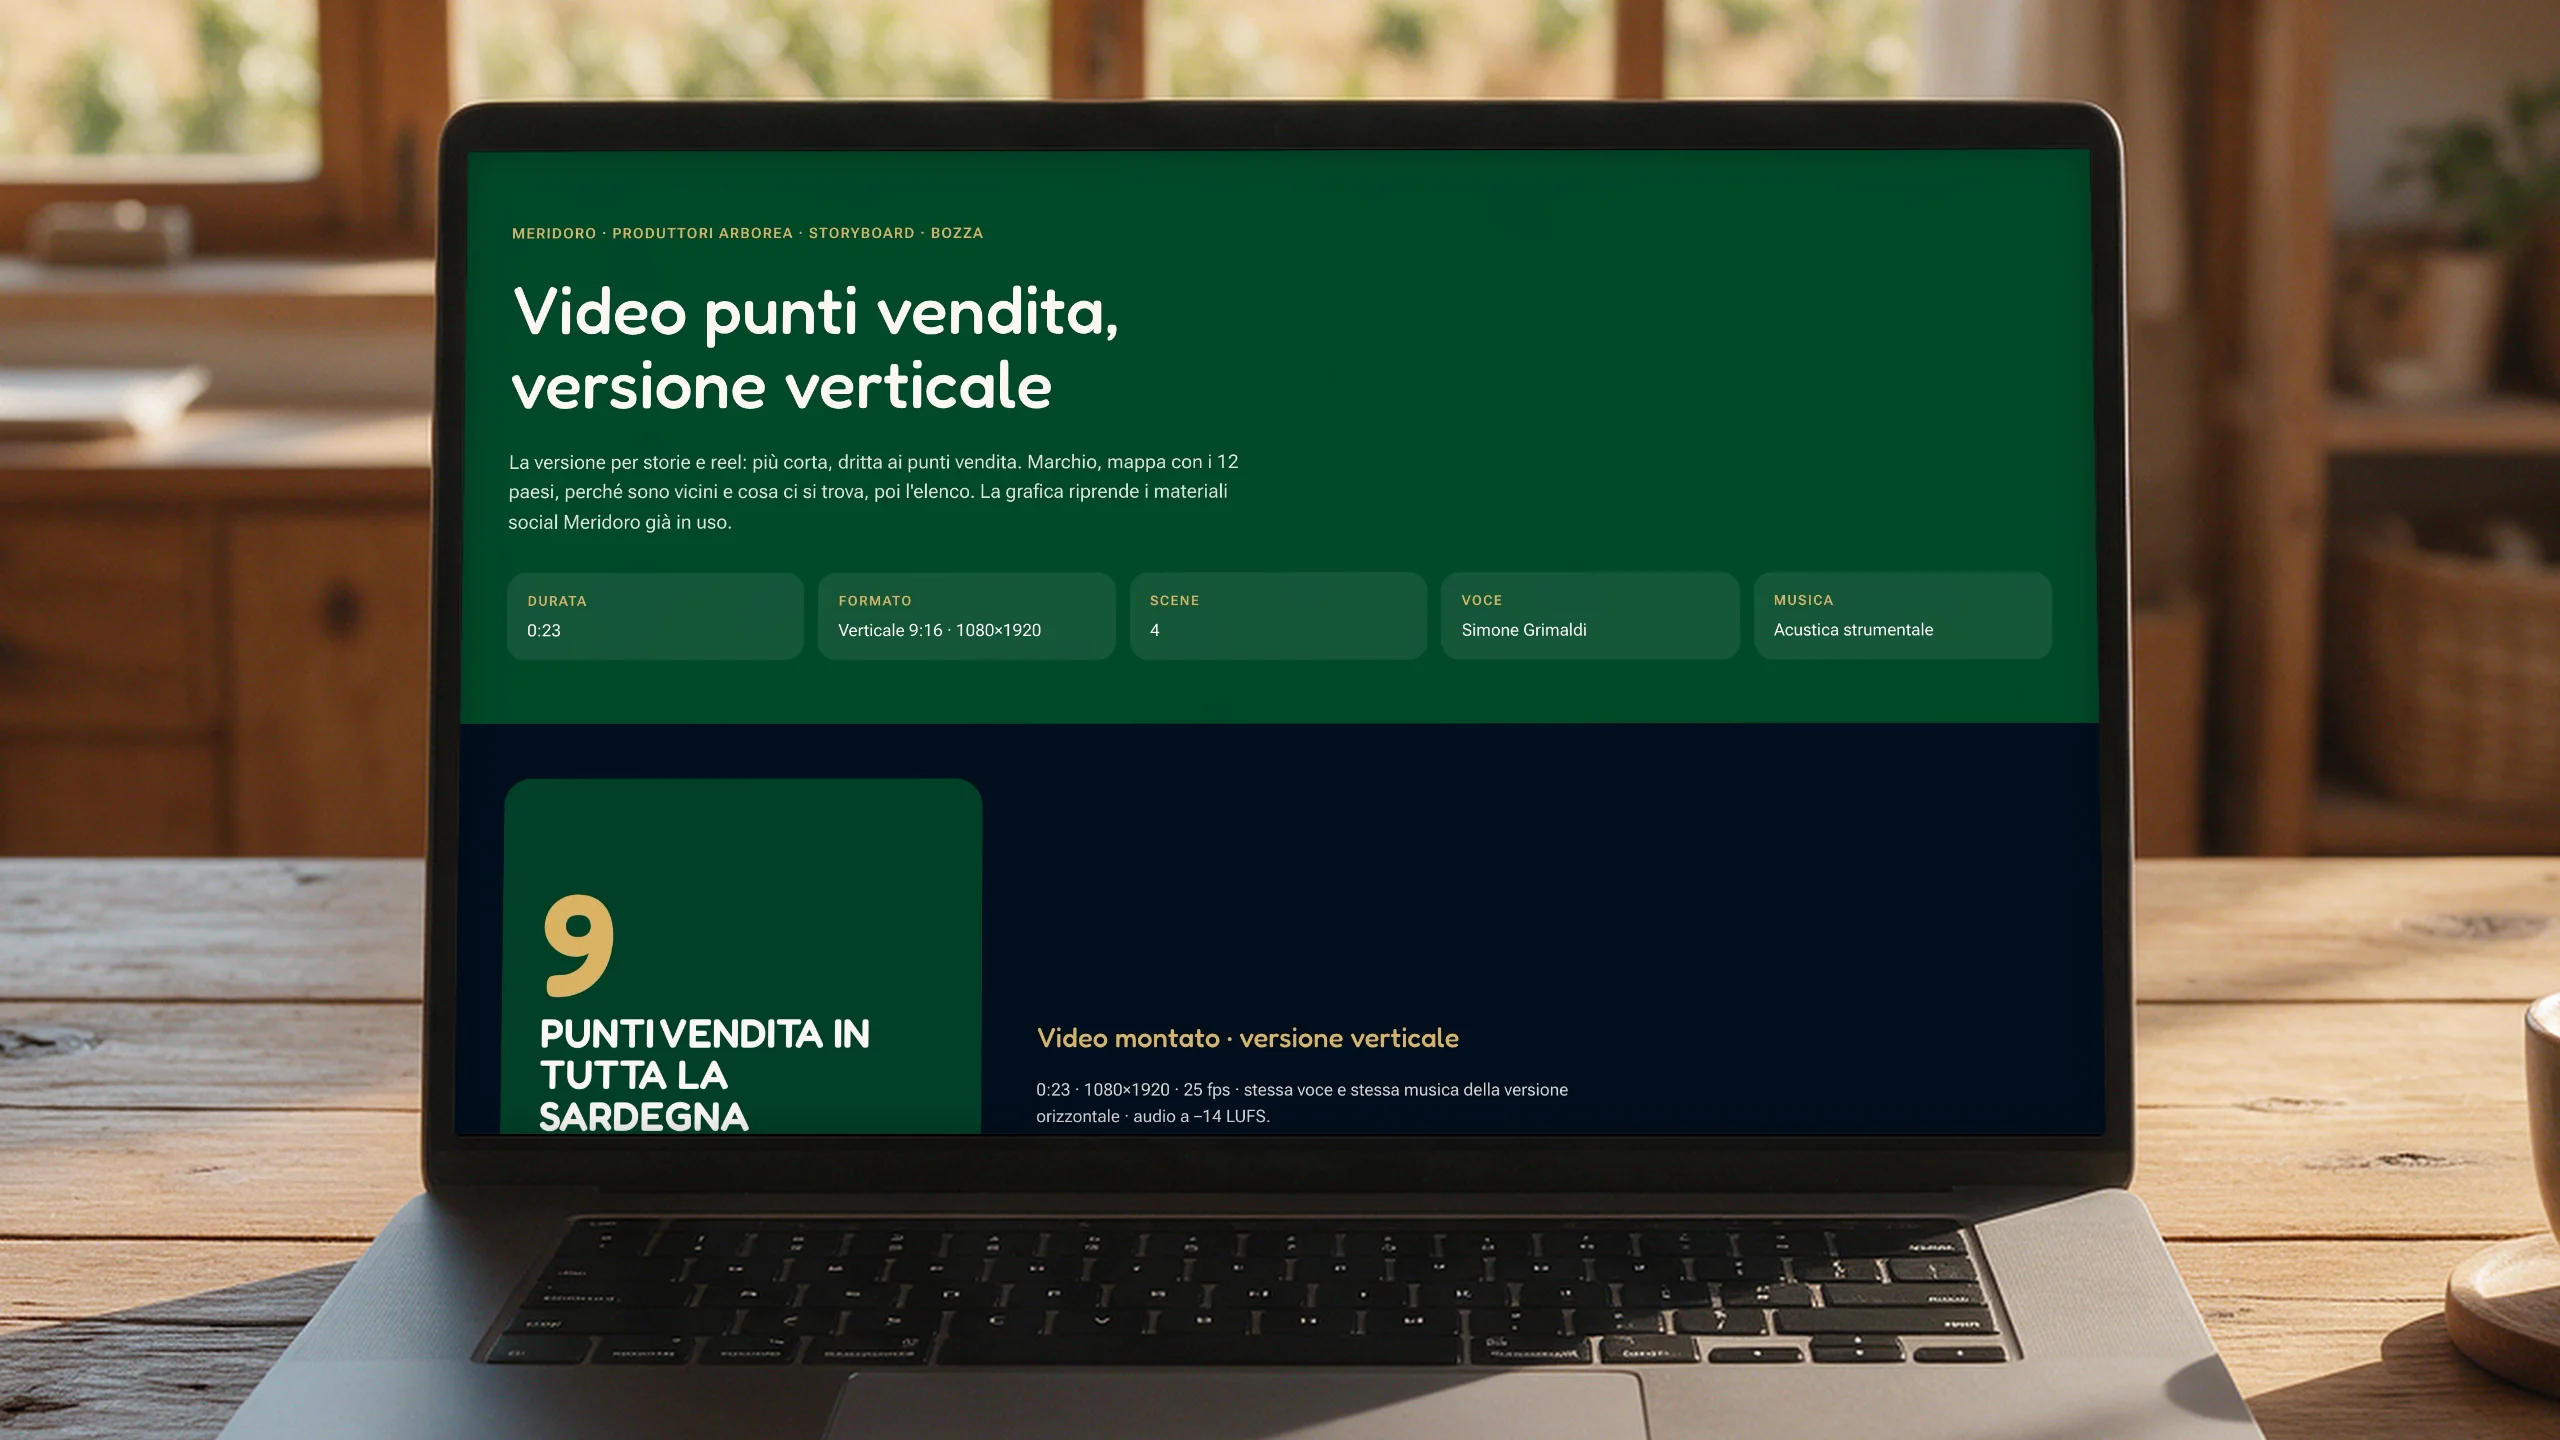 MERIDORO · PRODUTTORI ARBOREA · STORYBOARD · BOZZA
Video punti vendita,
versione verticale
La versione per storie e reel: più corta, dritta ai punti vendita. Marchio, mappa con i 12
paesi, perché sono vicini e cosa ci si trova, poi l'elenco. La grafica riprende i materiali
social Meridoro già in uso.
DURATA
0:23
FORMATO
Verticale 9:16 · 1080×1920
SCENE
4
VOCE
Simone Grimaldi
MUSICA
Acustica strumentale
9
PUNTI VENDITA IN
TUTTA LA
SARDEGNA
Video montato · versione verticale
0:23 · 1080×1920 · 25 fps · stessa voce e stessa musica della versione
orizzontale · audio a −14 LUFS.